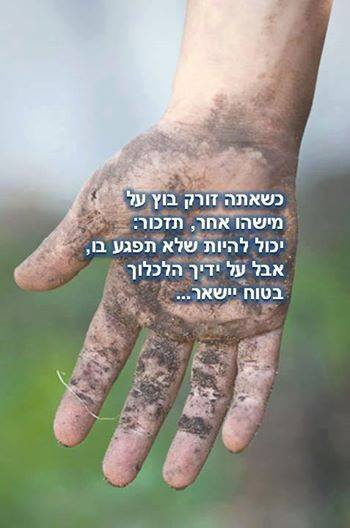 כשאתה זורק בוץ על
מישהו אחר, תזכור:
יכול להיות שלא תפגע בו,
אבל על ידיך הלכלוך
בטוח יישאר...